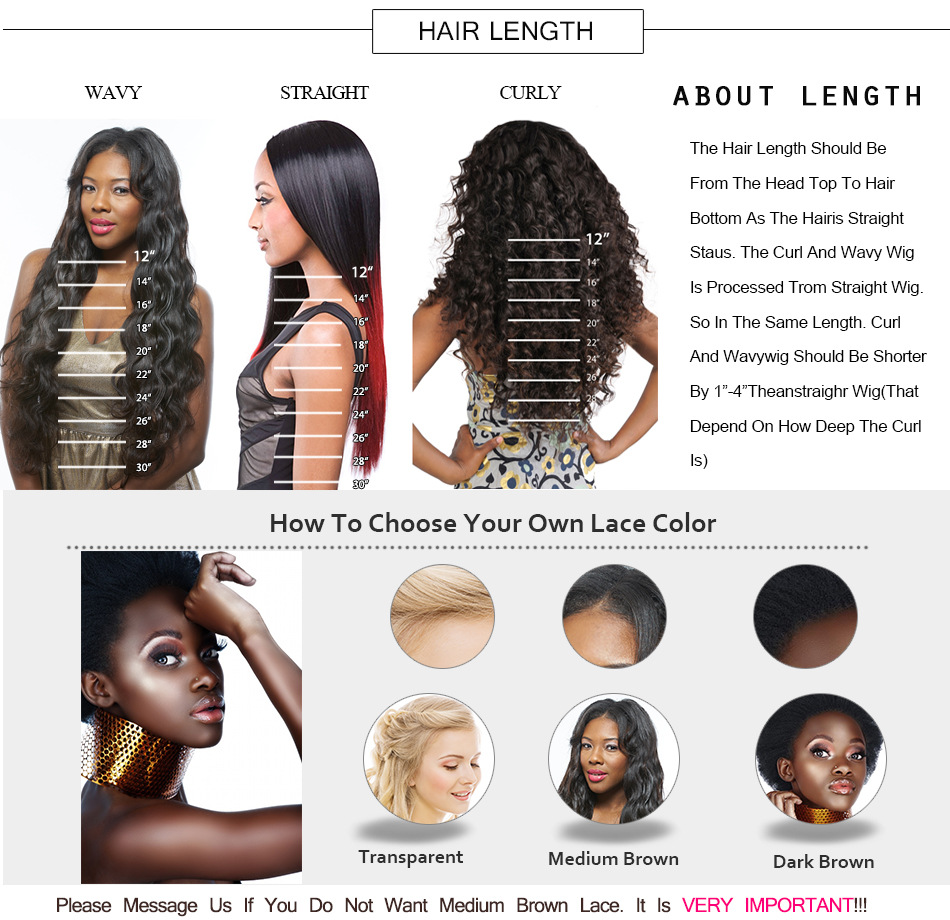 HAIR LENGTH
WAVY
STRAIGHT
CURLY
ABOUT LENGTH
12"
14"
16"
18"
20"
22"
24"
26"
28"
30"
12"
14"
16"
18"
20"
22"
24"
26"
28"
30"
12"
14"
16"
18"
20"
22"
24"
26"
28
The Hair Length Should Be
From The Head Top To Hair
Bottom As The Hairis Straight
Staus. The Curl And Wavy Wig
Is Processed Trom Straight Wig.
So In The Same Length. Curl
And Wavywig Should Be Shorter
By 1”-4”Theanstraighr Wig(That
Depend On How Deep The Curl
Is)
How To Choose Your Own Lace Color
Transparent
Medium Brown
Dark Brown
Please Message Us If You Do Not Want Medium Brown Lace. It Is VERY IMPORTANT!!!